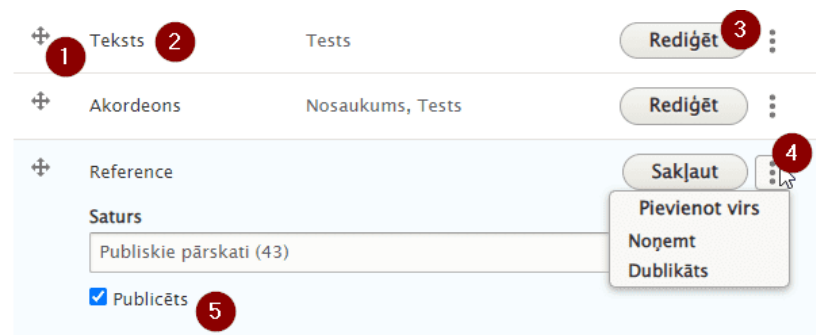 Teksts 2 Tests Rediģēt 3
1
Akordeons Nosaukums, Tests Rediģēt
4
Reference Sakļaut
Pievienot virs
Saturs
Noņemt
Publiskie pārskati (43)
Dublikāts
Publicēts 5